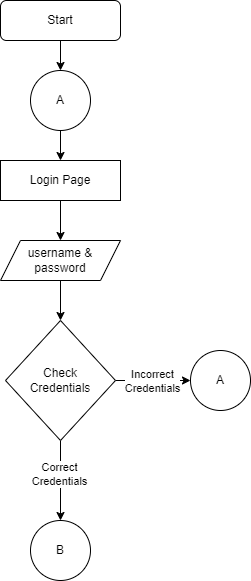 Start
A
Login Page
username &
password
Check
Credentials
Incorrect
Credentials
A
Correct
Credentials
B